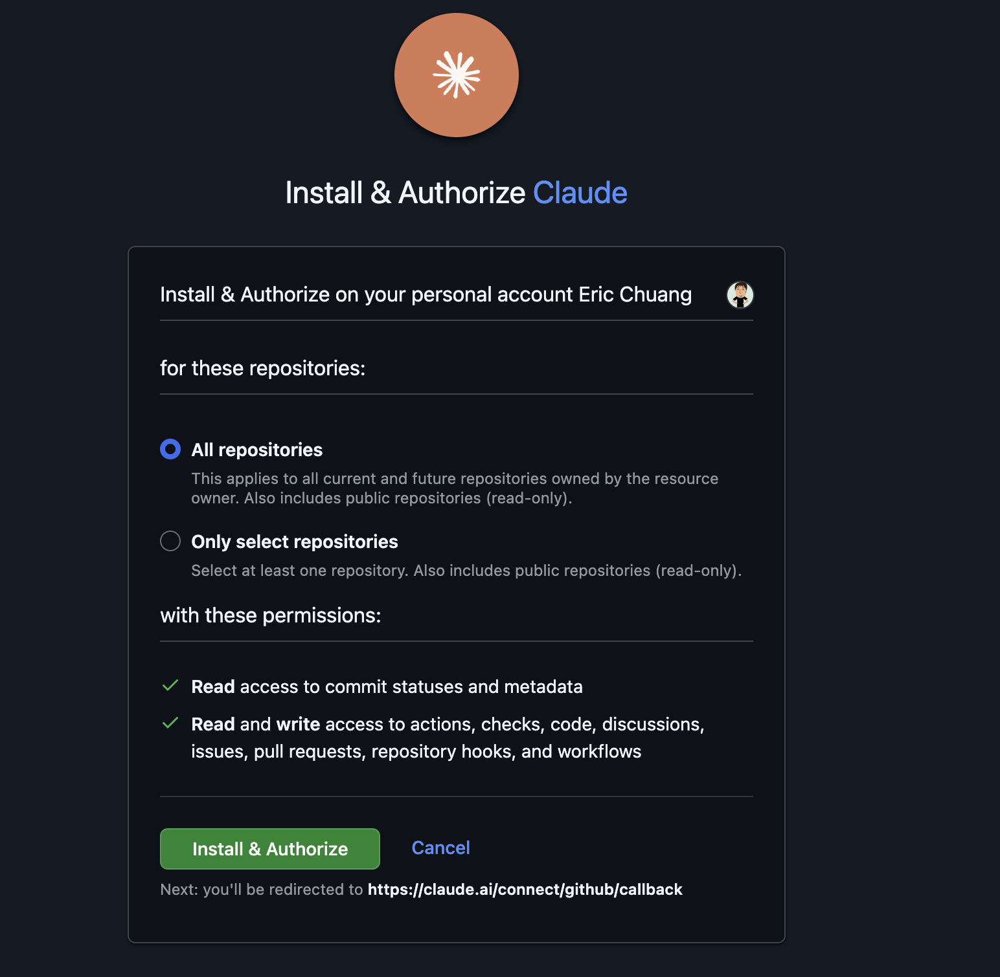 Install & Authorize Claude
Install & Authorize on your personal account Eric Chuang
for these repositories:
All repositories
This applies to all current and future repositories owned by the resource
owner. Also includes public repositories (read-only).
Only select repositories
Select at least one repository. Also includes public repositories (read-only).
with these permissions:
Read access to commit statuses and metadata
Read and write access to actions, checks, code, discussions,
issues, pull requests, repository hooks, and workflows
Install & Authorize
Cancel
Next: you'll be redirected to https://claude.ai/connect/github/callback